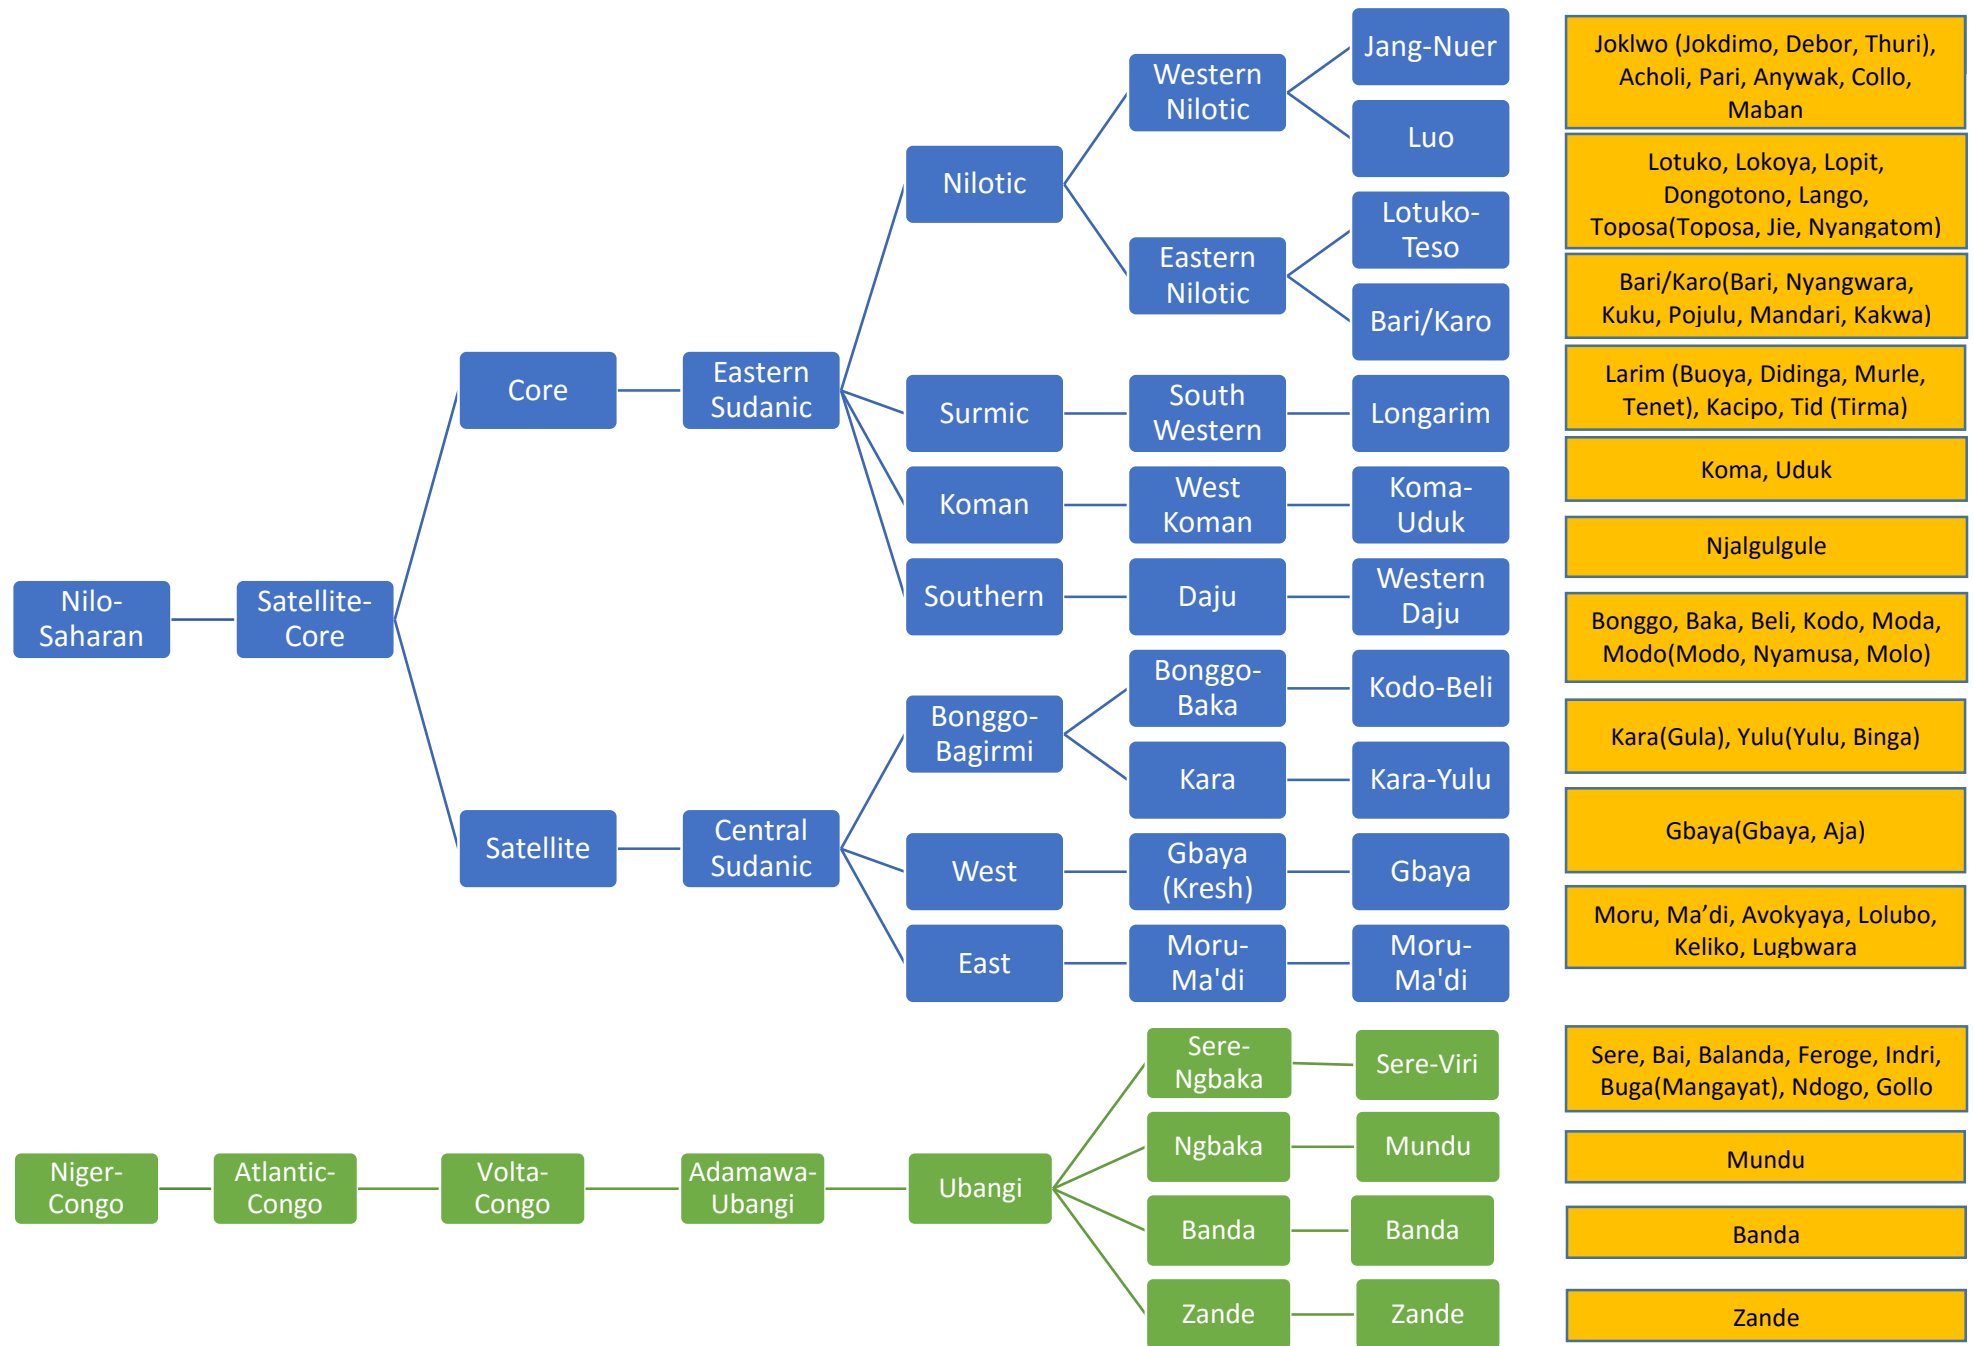 Nilo-
Saharan
Satellite-
Core
Core
Eastern
Sudanic
Nilotic
Western
Nilotic
Jang-Nuer
Luo
Eastern
Nilotic
Lotuko-
Teso
Bari/Karo
Surmic
South
Western
Longarim
Koman
West
Koman
Koma-
Uduk
Southern
Daju
Western
Daju
Satellite
Central
Sudanic
Bonggo-
Bagirmi
Bonggo-
Baka
Kodo-Beli
Kara
Kara-Yulu
West
Gbaya
(Kresh)
Gbaya
East
Moru-
Ma'di
Moru-
Ma'di
Joklwo (Jokdimo, Debor, Thuri),
Acholi, Pari, Anywak, Collo,
Maban
Lotuko, Lokoya, Lopit,
Dongotono, Lango,
Toposa(Toposa, Jie, Nyangatom)
Bari/Karo(Bari, Nyangwara,
Kuku, Pojulu, Mandari, Kakwa)
Larim (Buoya, Didinga, Murle,
Tenet), Kacipo, Tid (Tirma)
Koma, Uduk
Njalgulgule
Bonggo, Baka, Beli, Kodo, Moda,
Modo(Modo, Nyamusa, Molo)
Kara(Gula), Yulu(Yulu, Binga)
Gbaya(Gbaya, Aja)
Moru, Ma’di, Avokyaya, Lolubo,
Keliko, Lugbwara
Niger-
Congo
Atlantic-
Congo
Volta-
Congo
Adamawa-
Ubangi
Ubangi
Sere-
Ngbaka
Sere-Viri
Ngbaka
Mundu
Banda
Banda
Zande
Zande
Sere, Bai, Balanda, Feroge, Indri,
Buga(Mangayat), Ndogo, Gollo
Mundu
Banda
Zande